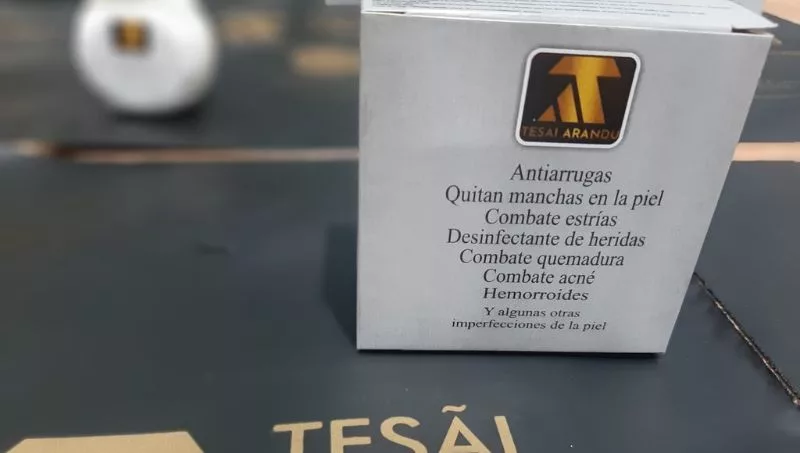 TESAI ARANDU
Antiarrugas
Quitan manchas en la piel
Combate estrías
Desinfectante de heridas
Combate quemadura
Combate acné
Hemorroides
Y algunas otras
imperfecciones de la piel
TESÃI